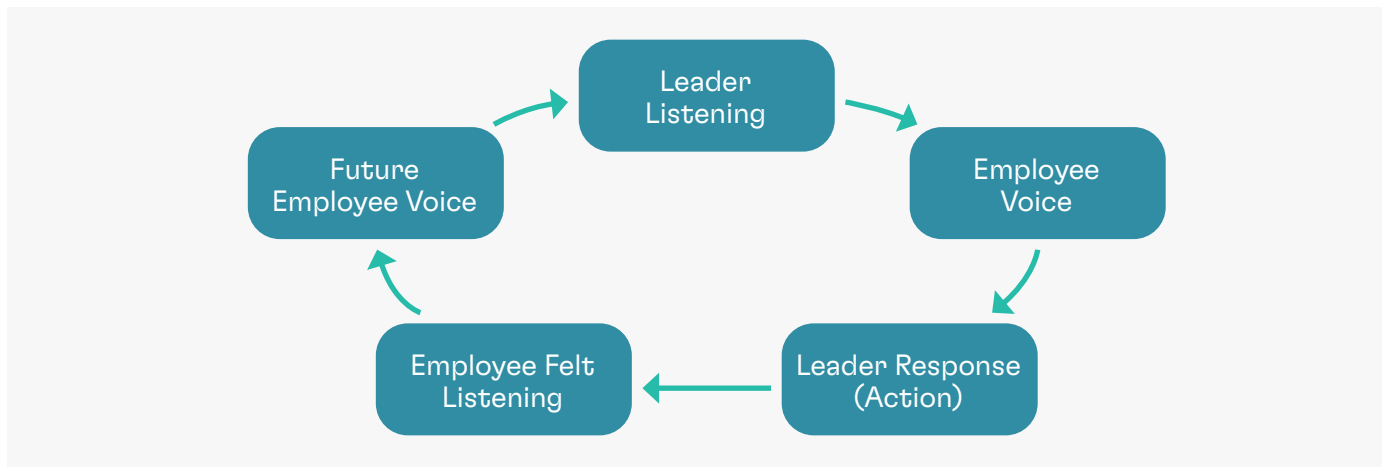 Leader
Listening
Employee
Voice
Leader Response
(Action)
Employee Felt
Listening
Future
Employee Voice